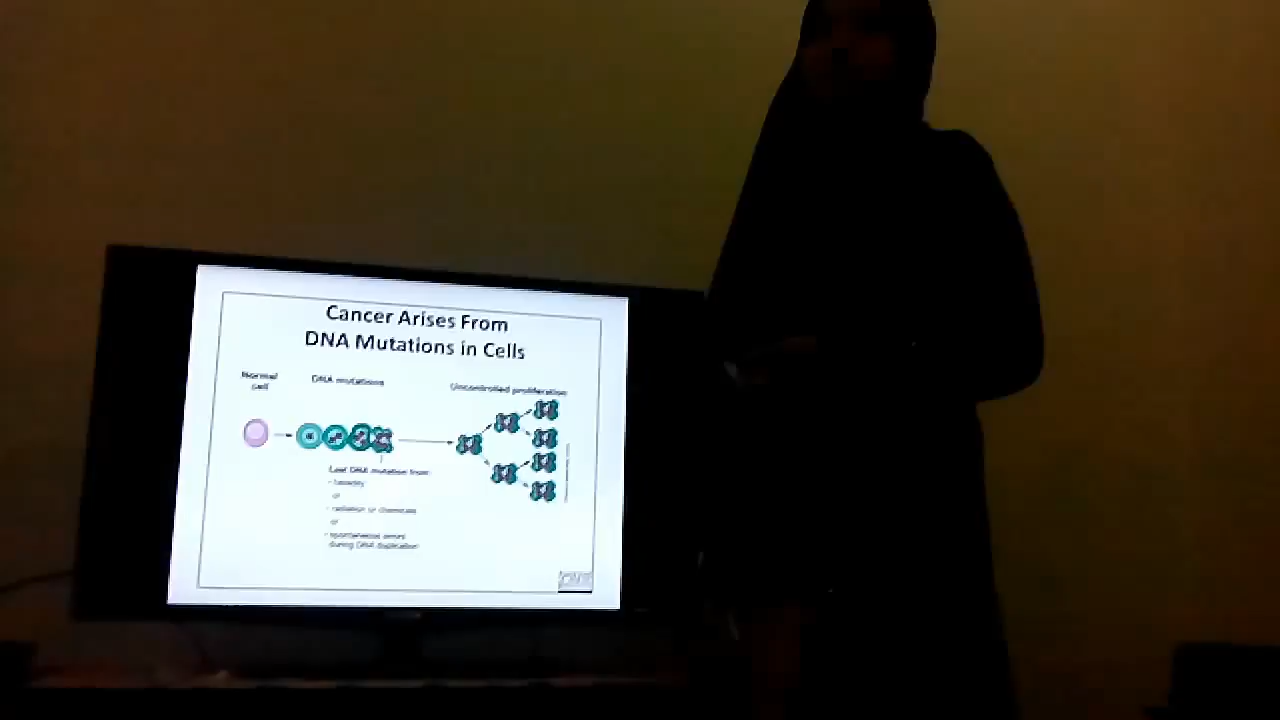 Cancer Arises From
DNA Mutations in Cells
Normal
cell
DNA mutations
Uncontrolled proliferation
DNA mutation from:
- heredity
or
- radiation or chemicals
or
- spontaneous errors
during DNA duplication